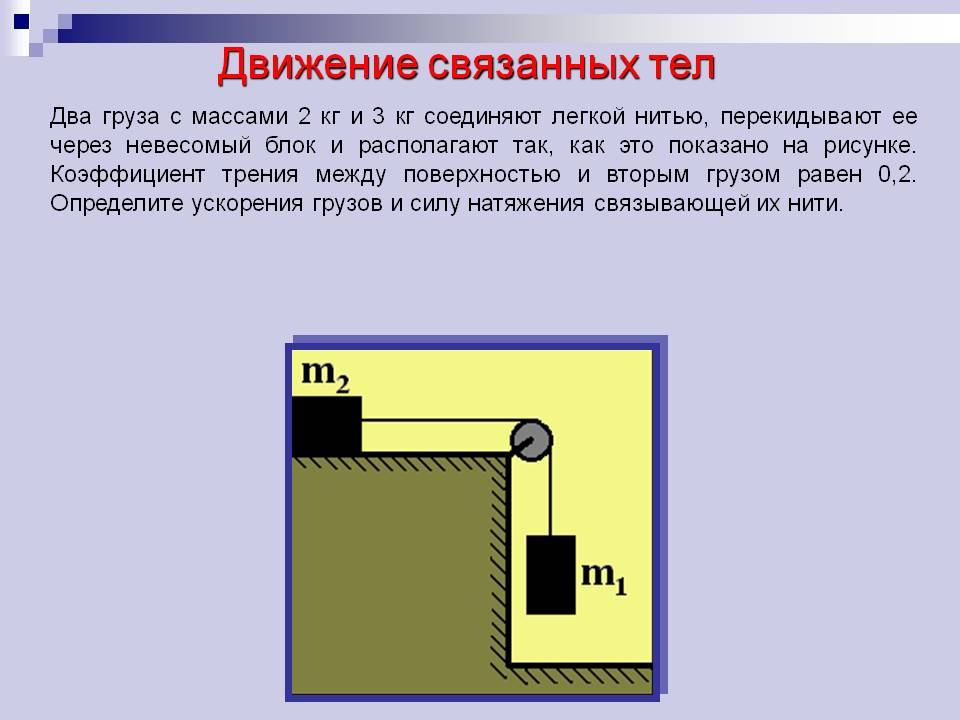 Движение связанных тел
Два груза с массами 2 кг и 3 кг соединяют легкой нитью, перекидывают ее
через невесомый блок и располагают так, как это показано на рисунке.
Коэффициент трения между поверхностью и вторым грузом равен 0,2.
Определите ускорения грузов и силу натяжения связывающей их нити.
m₂
m₁